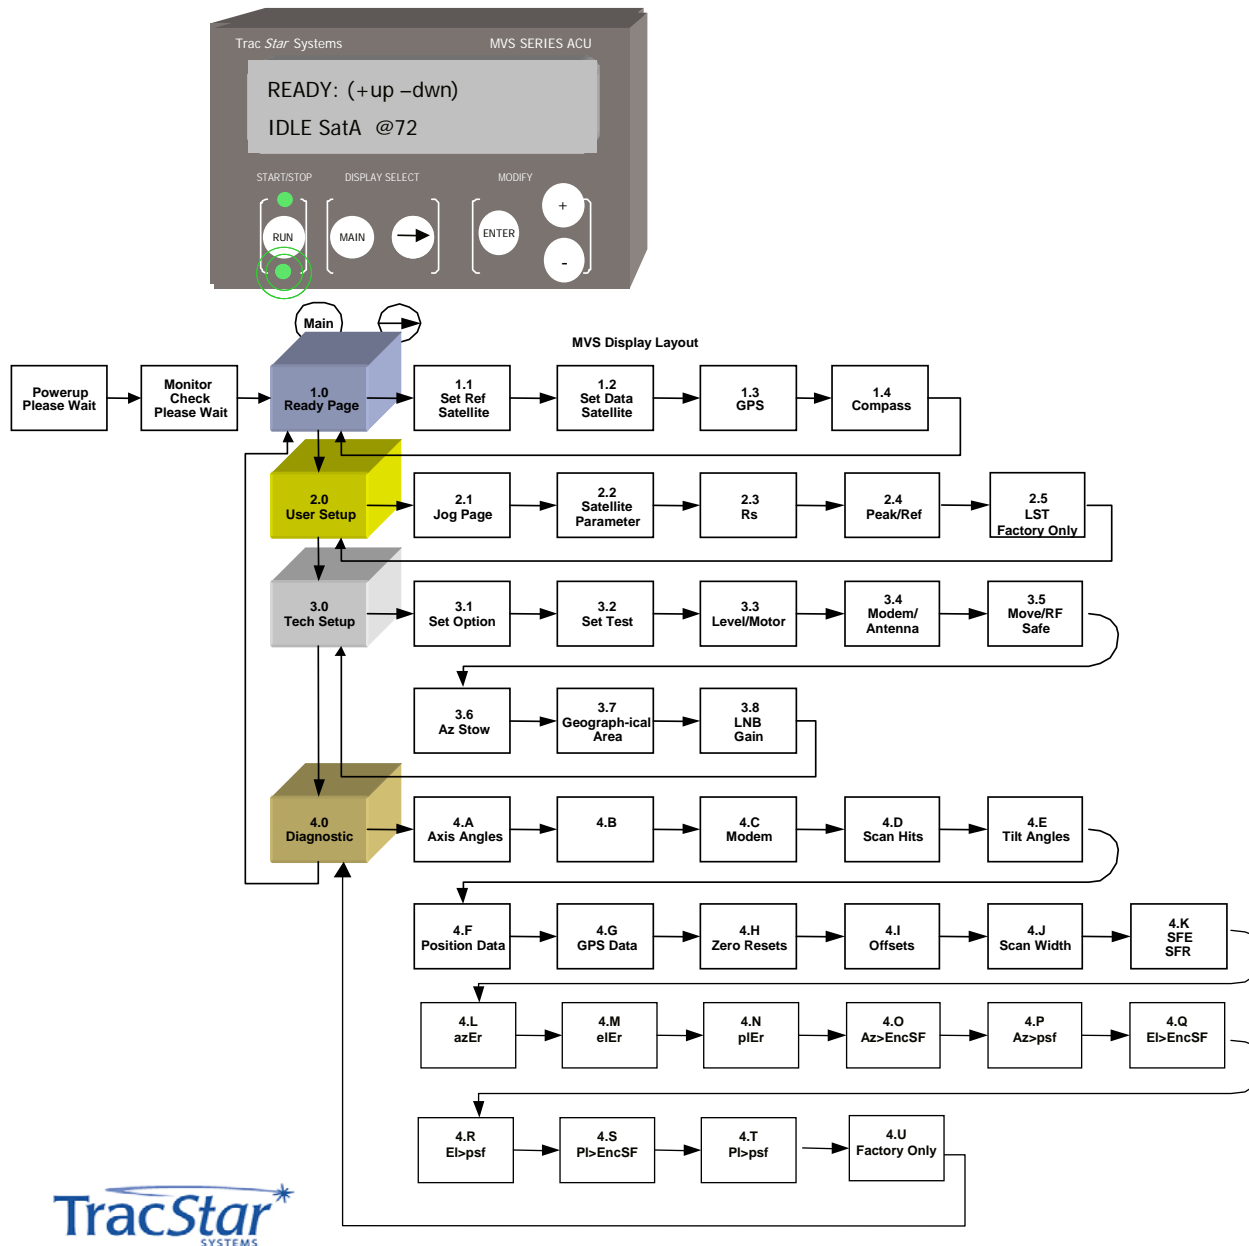 Trac Star Systems
MVS SERIES ACU
READY: (+up –dwn)
IDLE SatA @72
START/STOP
DISPLAY SELECT
MODIFY
RUN
MAIN
ENTER
+
-
Main
MVS Display Layout
Powerup
Please Wait
Monitor
Check
Please Wait
1.0
Ready Page
1.1
Set Ref
Satellite
1.2
Set Data
Satellite
1.3
GPS
1.4
Compass
2.0
User Setup
2.1
Jog Page
2.2
Satellite
Parameter
2.3
Rs
2.4
Peak/Ref
2.5
LST
Factory Only
3.0
Tech Setup
3.1
Set Option
3.2
Set Test
3.3
Level/Motor
3.4
Modem/
Antenna
3.5
Move/RF
Safe
3.6
Az Stow
3.7
Geograph-ical
Area
3.8
LNB
Gain
4.0
Diagnostic
4.A
Axis Angles
4.B
4.C
Modem
4.D
Scan Hits
4.E
Tilt Angles
4.F
Position Data
4.G
GPS Data
4.H
Zero Resets
4.I
Offsets
4.J
Scan Width
4.K
SFE
SFR
4.L
azEr
4.M
elEr
4.N
plEr
4.O
Az>EncSF
4.P
Az>psf
4.Q
El>EncSF
4.R
El>psf
4.S
Pl>EncSF
4.T
Pl>psf
4.U
Factory Only
TracStar
SYSTEMS